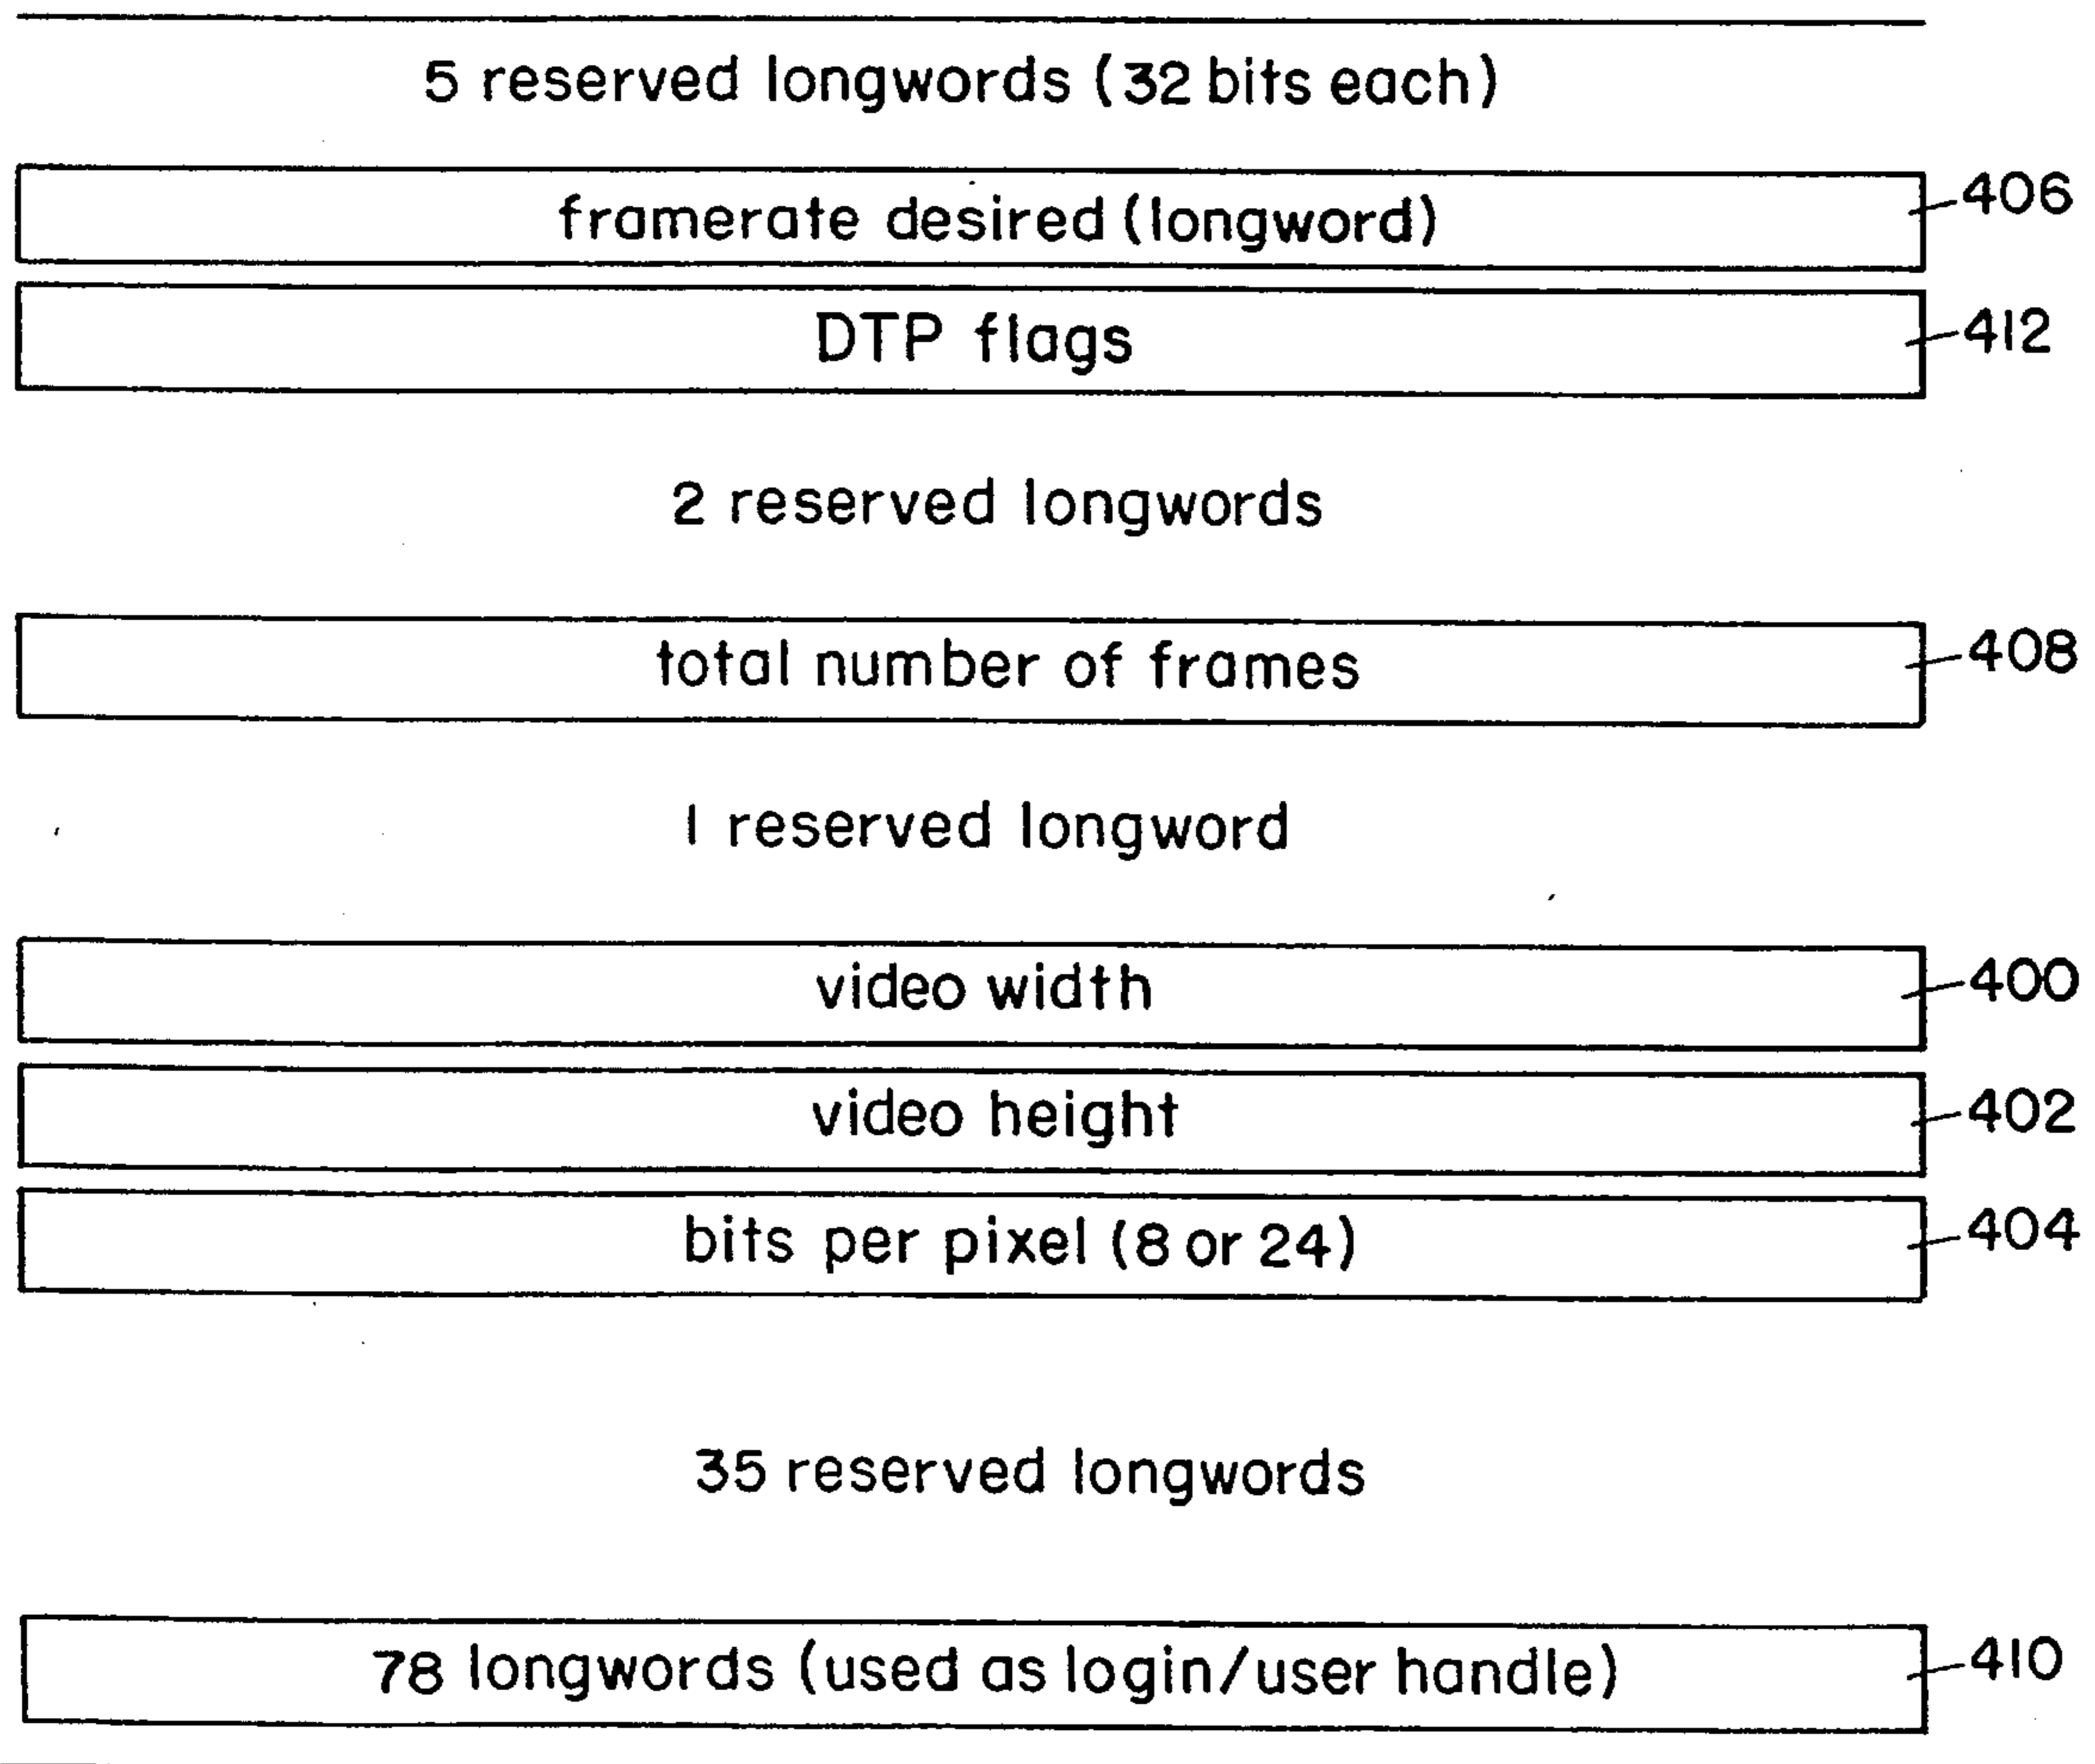 5 reserved longwords (32 bits each)
framerate desired (longword) 406
DTP flags 412
2 reserved longwords
total number of frames 408
1 reserved longword
video width 400
video height 402
bits per pixel (8 or 24) 404
35 reserved longwords
78 longwords (used as login/user handle) 410